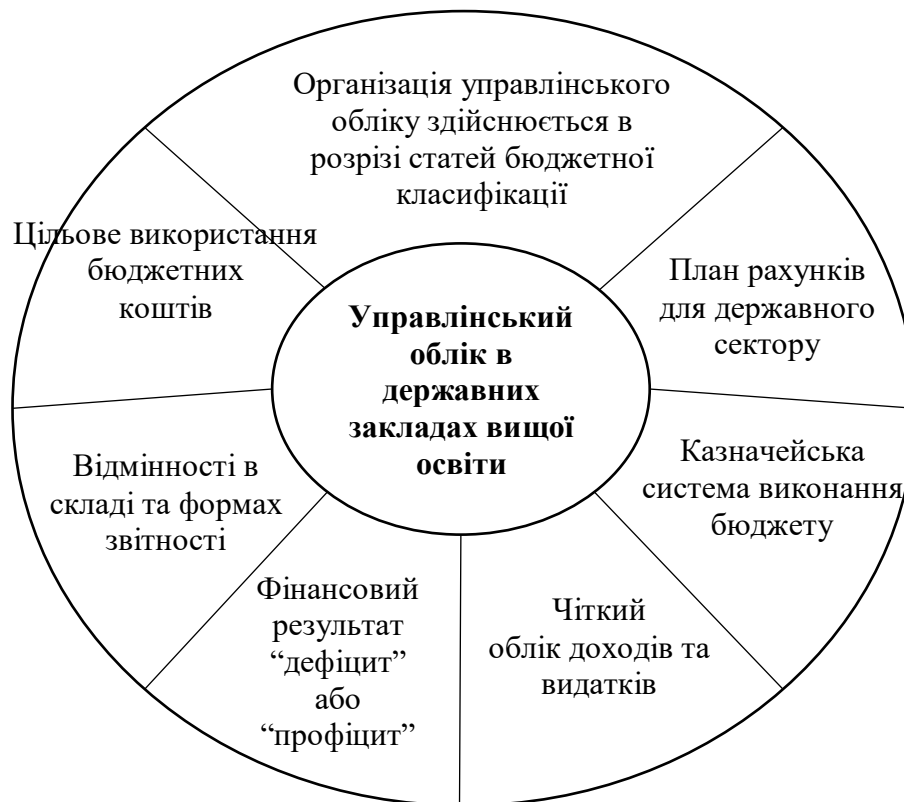 Організація управлінського
обліку здійснюється в
розрізі статей бюджетної
класифікації
План рахунків
для державного
сектору
Казначейська
система виконання
бюджету
Чіткий
облік доходів та
видатків
Фінансовий
результат
“дефіцит”
або
“профіцит”
Відмінності в
складі та формах
звітності
Цільове використання
бюджетних
коштів
Управлінський
облік в
державних
закладах вищої
освіти